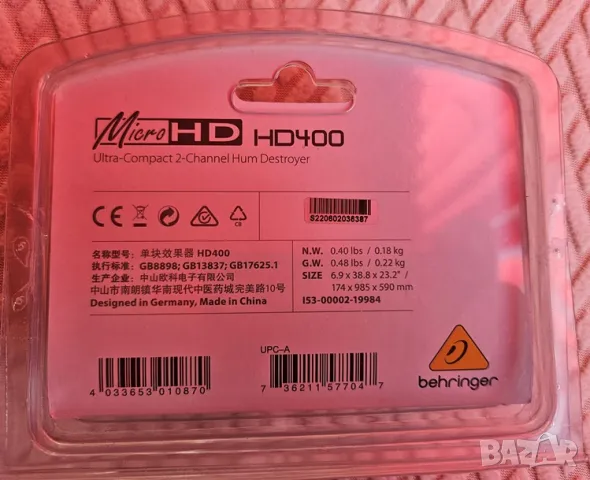 Micro HD HD400
Ultra-Compact 2-Channel Hum Destroyer
S220602036387
名称型号: 单块效果器 HD400
执行标准: GB8898; GB13837; GB17625.1
生产企业: 中山欧科电子有限公司
中山市南朗镇华南现代中医药城完美路10号
Designed in Germany, Made in China
N.W. 0.40 lbs / 0.18 kg
G.W. 0.48 lbs / 0.22 kg
SIZE 6.9 x 38.8 x 23.2" /
174 x 985 x 590 mm
I53-00002-19984
4 033653 010870
UPC-A
7 36211 57704 7
behringer
BAZAR